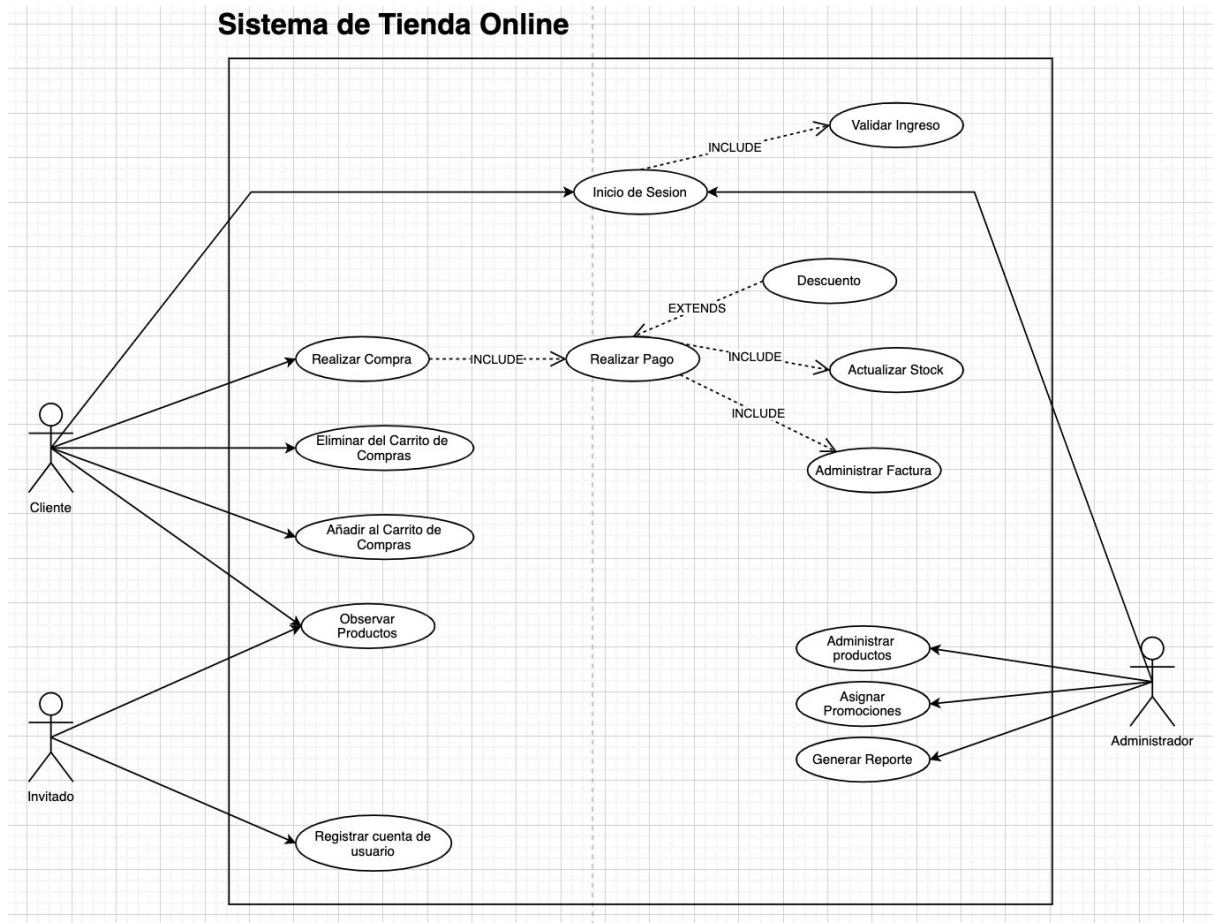 Sistema de Tienda Online
Validar Ingreso
INCLUDE
Inicio de Sesion
Descuento
EXTENDS
Realizar Compra
INCLUDE
Realizar Pago
INCLUDE
Actualizar Stock
INCLUDE
Administrar Factura
Eliminar del Carrito de
Compras
Cliente
Añadir al Carrito de
Compras
Observar
Productos
Administrar
productos
Asignar
Promociones
Generar Reporte
Administrador
Invitado
Registrar cuenta de
usuario